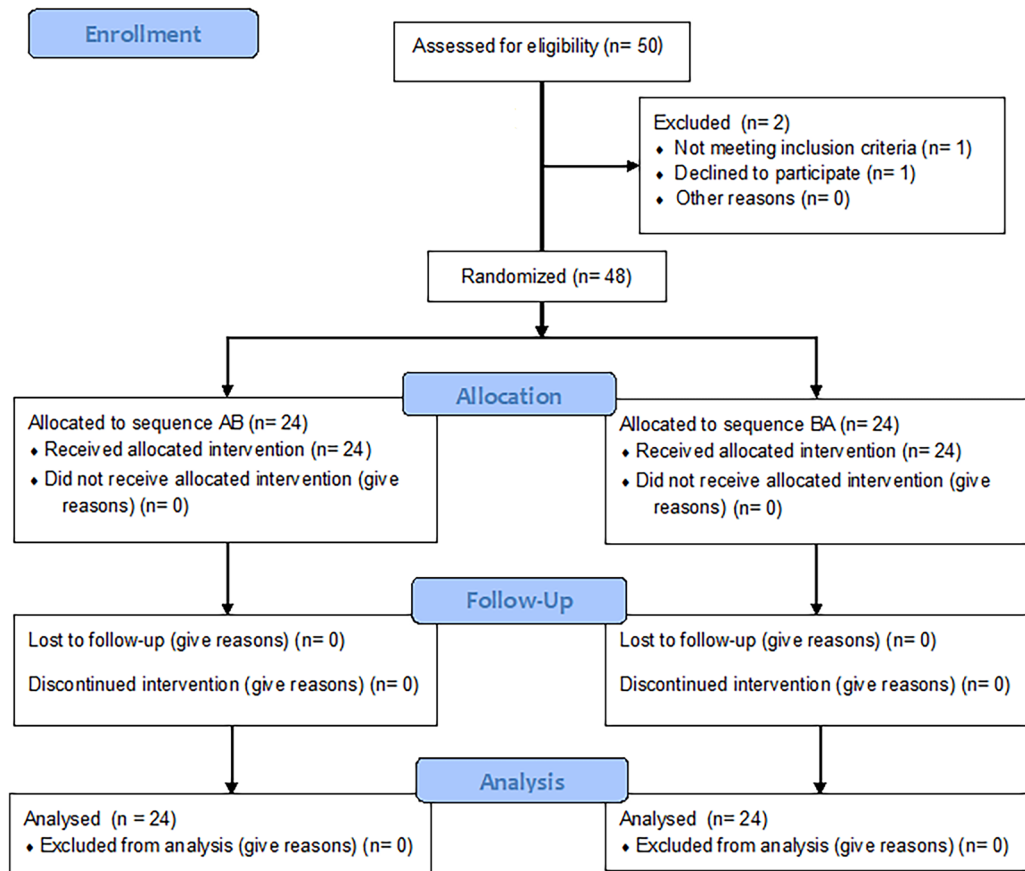 Enrollment
Assessed for eligibility (n= 50)
Excluded (n= 2)
♦ Not meeting inclusion criteria (n= 1)
♦ Declined to participate (n= 1)
♦ Other reasons (n= 0)
Randomized (n= 48)
Allocation
Allocated to sequence AB (n= 24)
♦ Received allocated intervention (n= 24)
♦ Did not receive allocated intervention (give
reasons) (n= 0)
Allocated to sequence BA (n= 24)
♦ Received allocated intervention (n= 24)
♦ Did not receive allocated intervention (give
reasons) (n= 0)
Follow-Up
Lost to follow-up (give reasons) (n= 0)
Discontinued intervention (give reasons) (n= 0)
Lost to follow-up (give reasons) (n= 0)
Discontinued intervention (give reasons) (n= 0)
Analysis
Analysed (n = 24)
♦ Excluded from analysis (give reasons) (n= 0)
Analysed (n= 24)
♦ Excluded from analysis (give reasons) (n= 0)